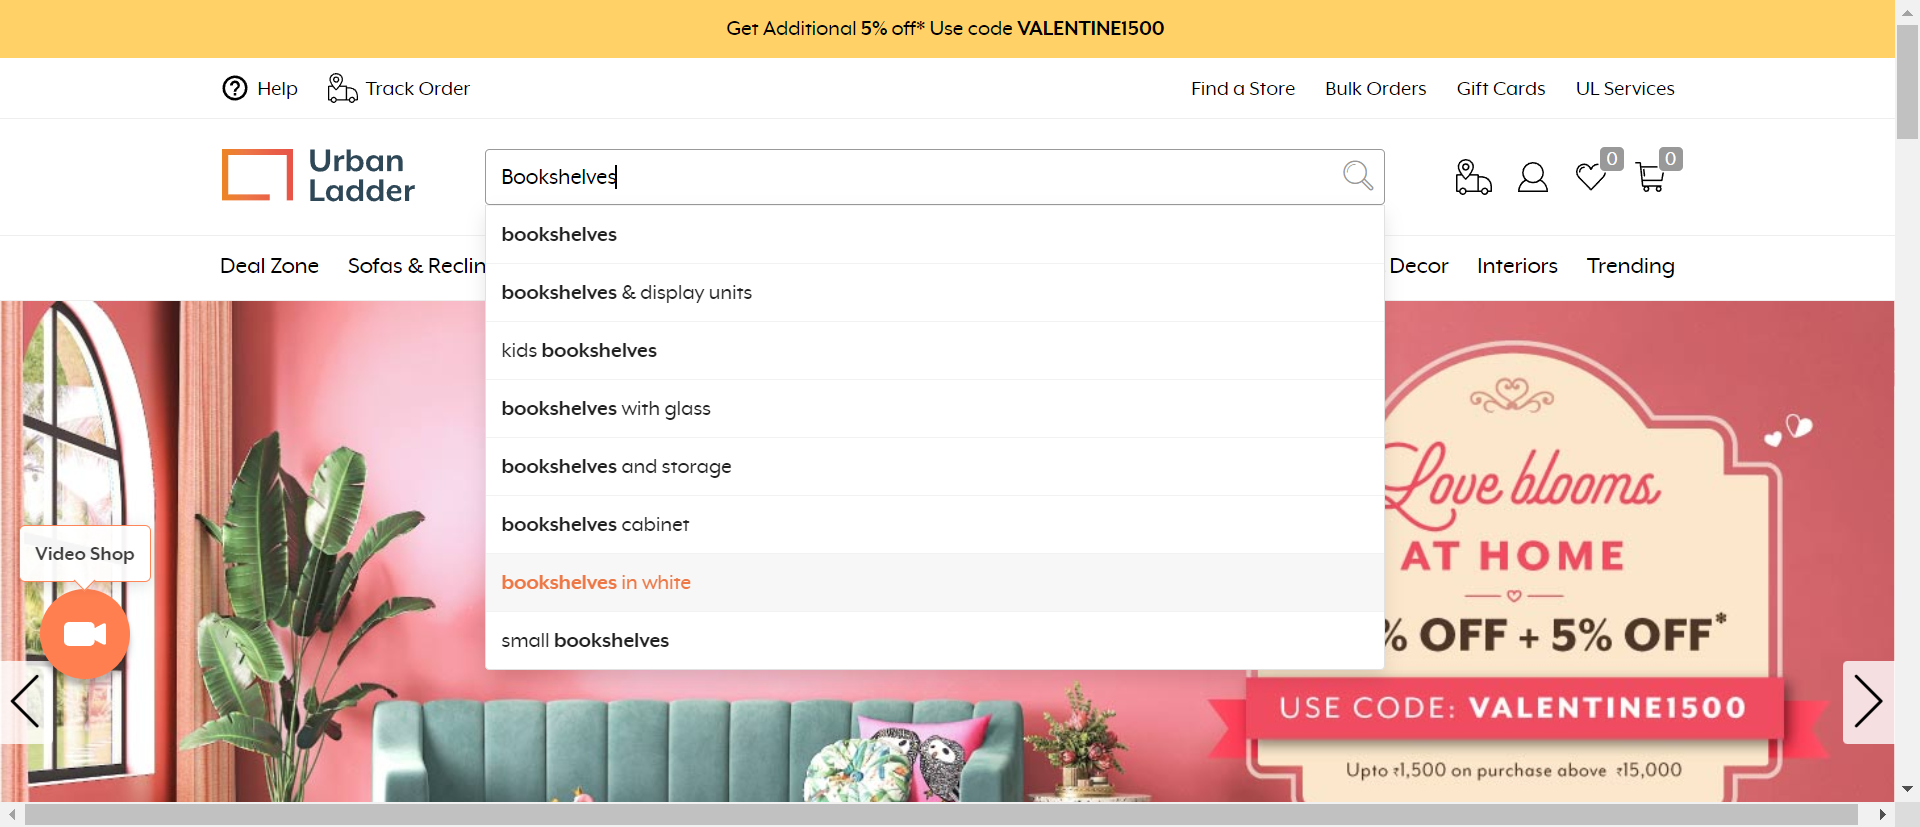 Get Additional 5% off* Use code VALENTINE1500
Help
Track Order
Find a Store
Bulk Orders
Gift Cards
UL Services
Urban
Ladder
Bookshelves
0
0
Deal Zone
Sofas & Reclin
Decor
Interiors
Trending
bookshelves
bookshelves & display units
kids bookshelves
bookshelves with glass
bookshelves and storage
bookshelves cabinet
bookshelves in white
small bookshelves
Video Shop
Love blooms
AT HOME
% OFF + 5% OFF*
USE CODE: VALENTINE1500
Upto ₹1,500 on purchase above ₹15,000